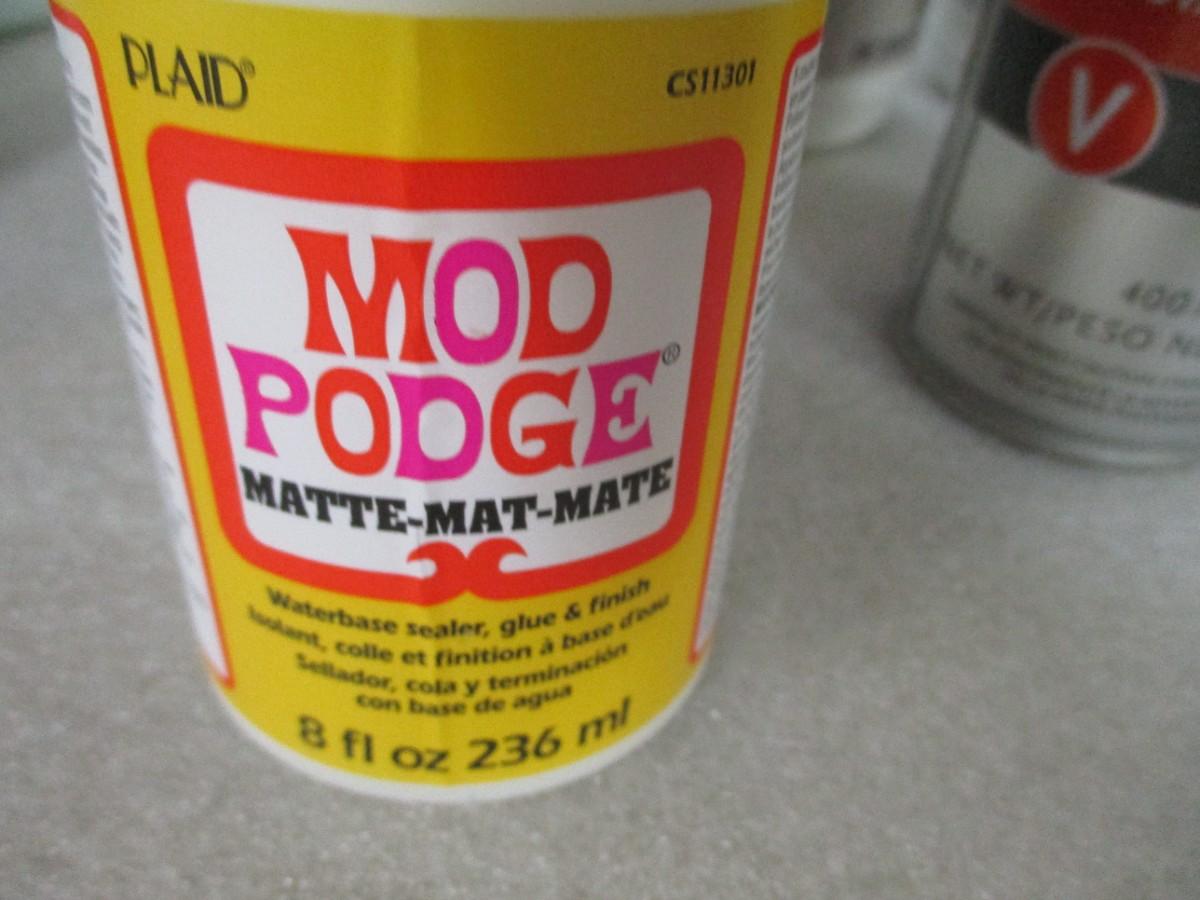 PLAID®
CS11301
MOD
PODGE®
MATTE-MAT-MATE
Waterbase sealer, glue & finish
Isolant, colle et finition à base d'eau
Sellador, cola y terminación
con base de agua
8 fl oz 236 ml
V
400
NET WT/PESO